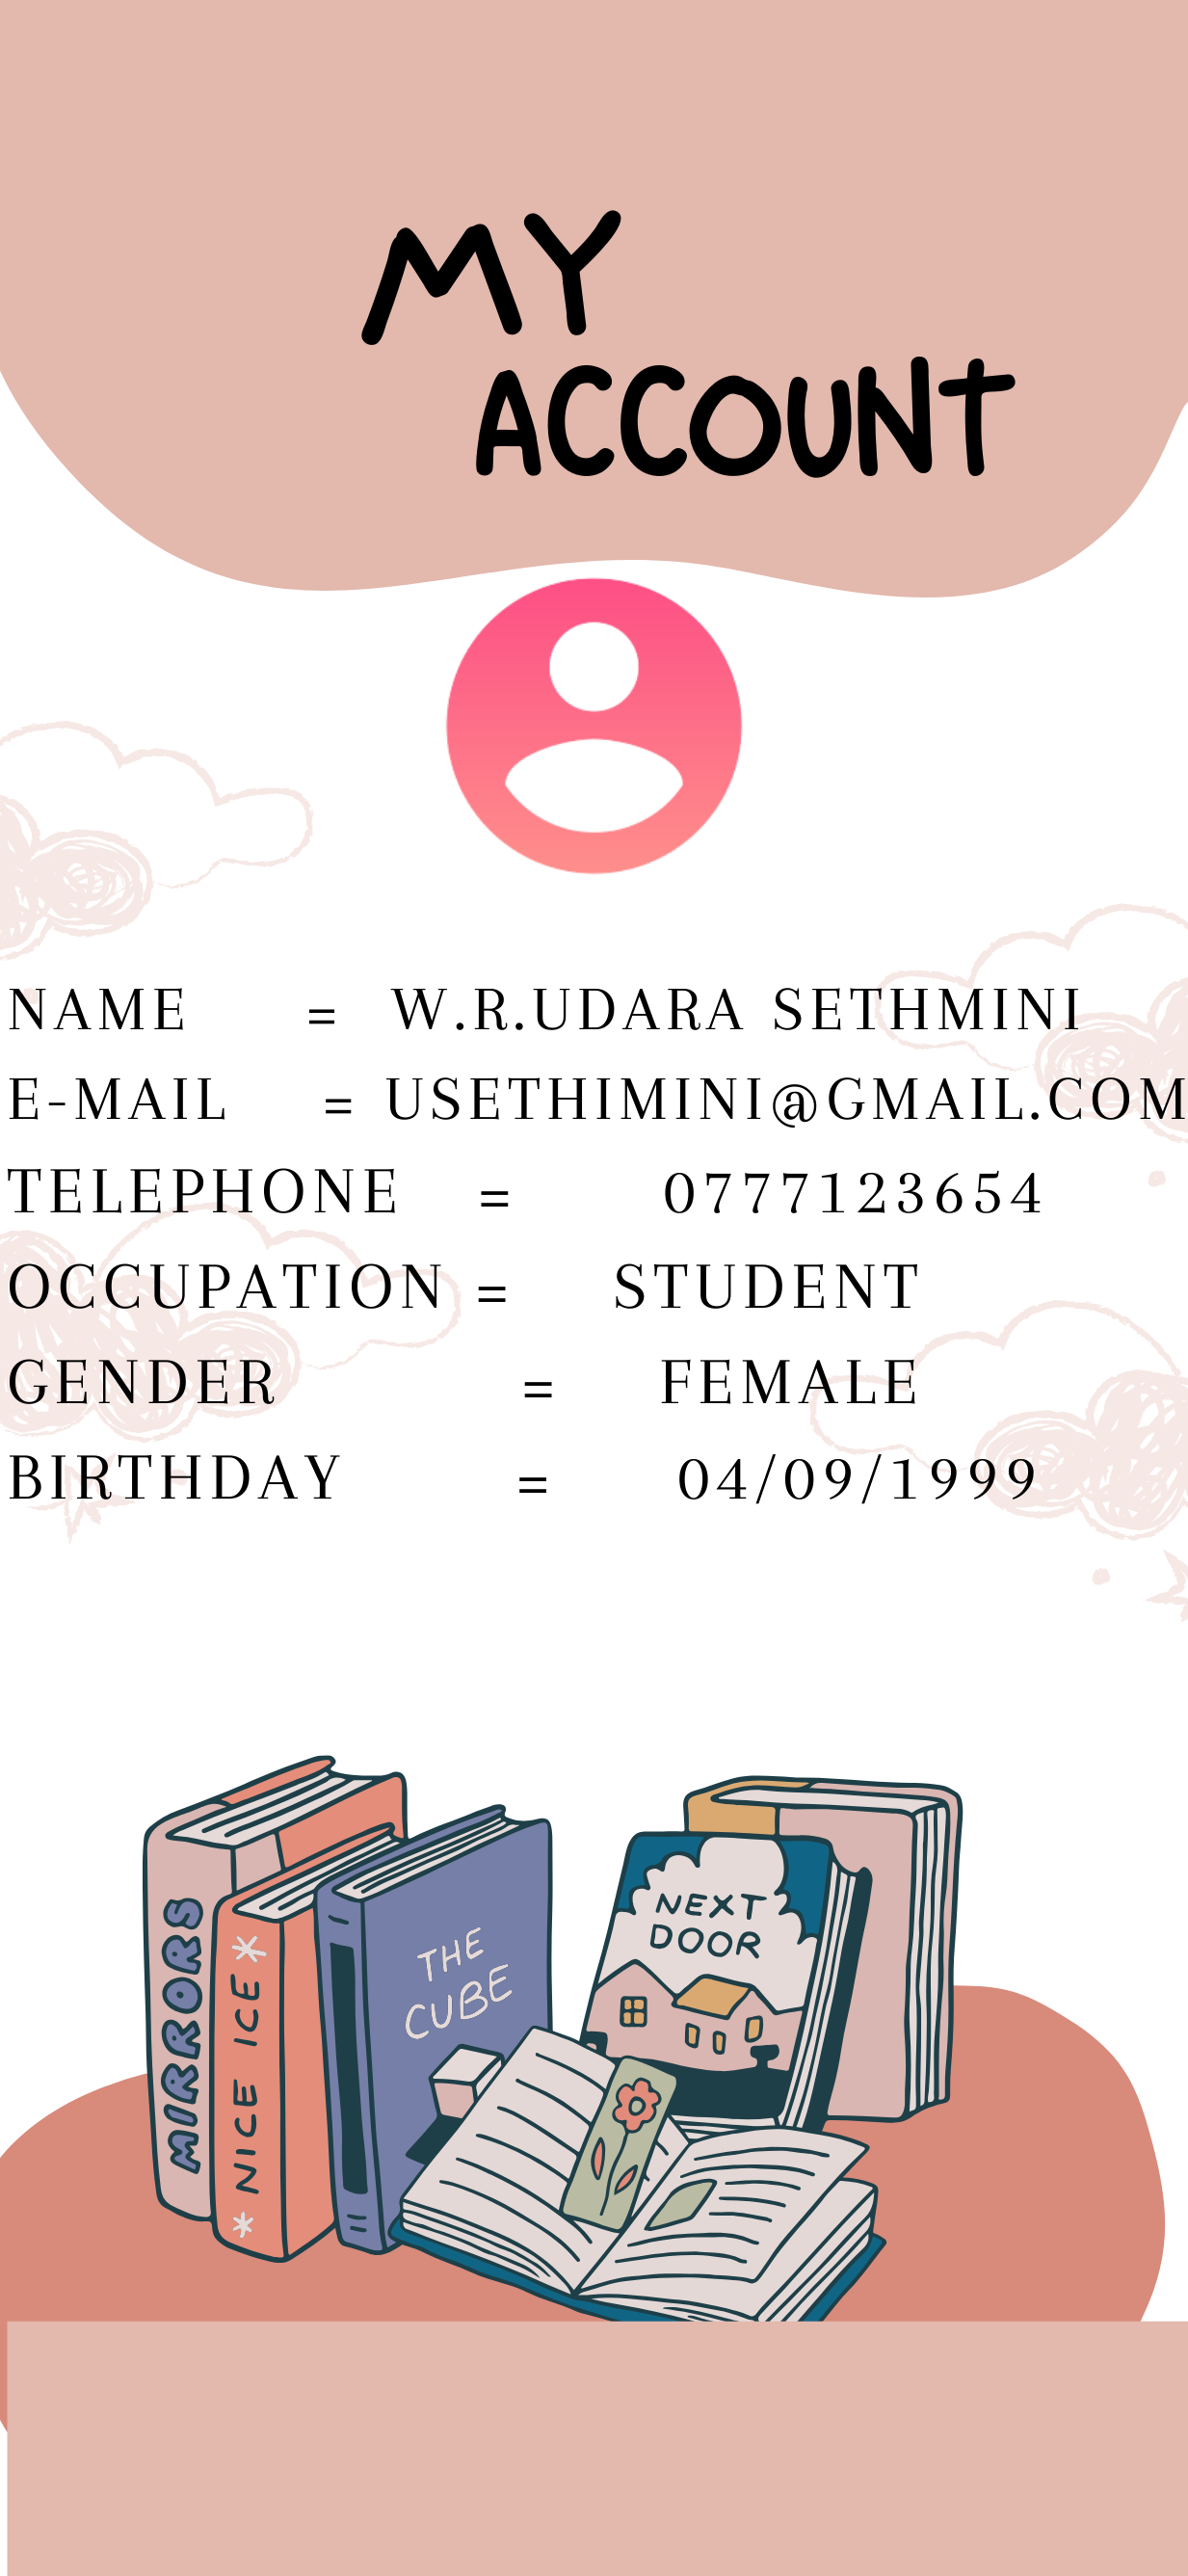 MY
ACCOUNT
NAME = W.R.UDARA SETHMINI
E-MAIL = USETHIMINI@GMAIL.COM
TELEPHONE = 0777123654
OCCUPATION = STUDENT
GENDER = FEMALE
BIRTHDAY = 04/09/1999
MIRRORS
* NICE ICE *
THE
CUBE
NEXT
DOOR